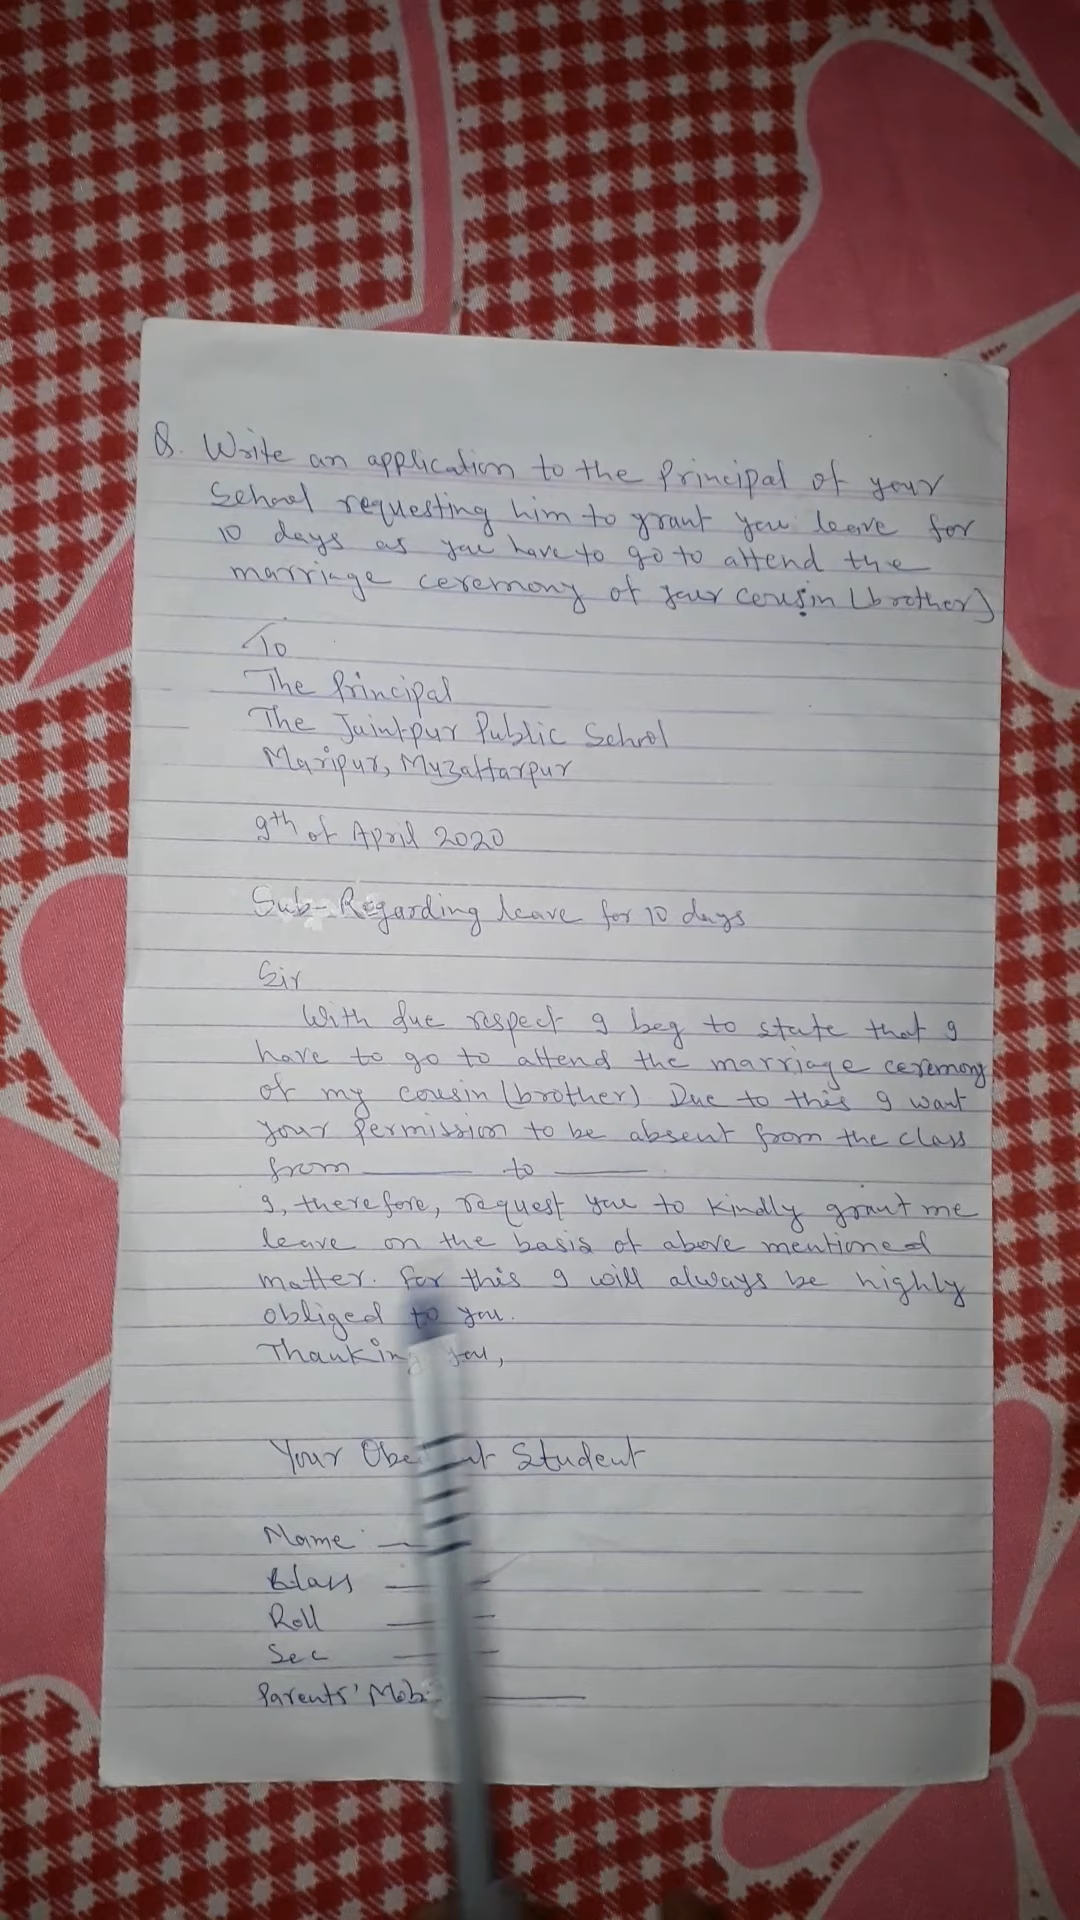 Q. Write an application to the Principal of your
School requesting him to grant you leave for
10 days as you have to go to attend the
marriage ceremony of your cousin (brother)
To
The Principal
The Jaintpur Public School
Maripur, Muzaffarpur
9th of April 2020
Sub- Regarding leave for 10 days
Sir
With due respect I beg to state that I
have to go to attend the marriage ceremony
of my cousin (brother) Due to this I want
your permission to be absent from the class
from ______ to ______.
I, therefore, request you to kindly grant me
leave on the basis of above mentioned
matter. For this I will always be highly
obliged to you.
Thanking you,
Your Student
Name
Class
Roll
Sec
Parents' Mob.